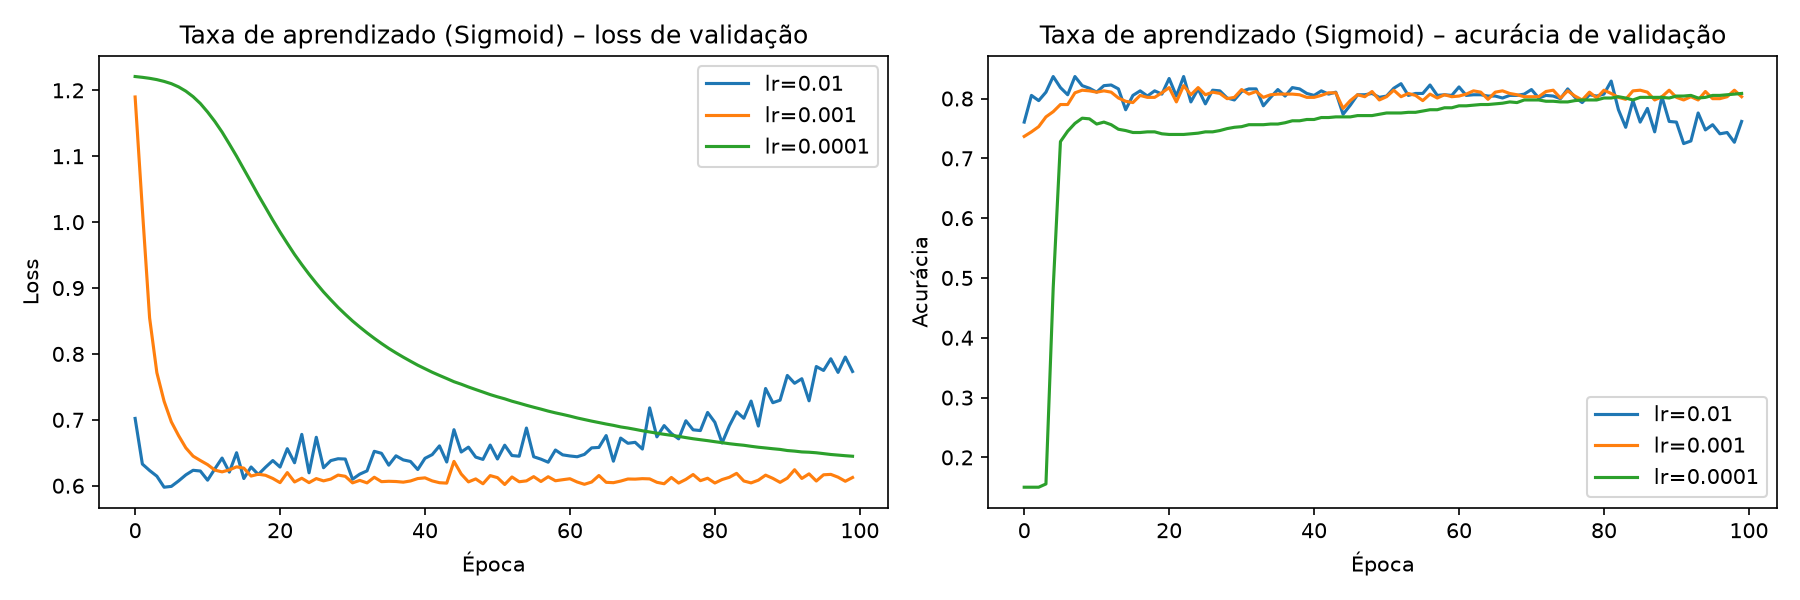 Taxa de aprendizado (Sigmoid) – loss de validação
Loss
1.2
1.1
1.0
0.9
0.8
0.7
0.6
0 20 40 60 80 100
Época
lr=0.01
lr=0.001
lr=0.0001
Taxa de aprendizado (Sigmoid) – acurácia de validação
Acurácia
0.8
0.7
0.6
0.5
0.4
0.3
0.2
0 20 40 60 80 100
Época
lr=0.01
lr=0.001
lr=0.0001